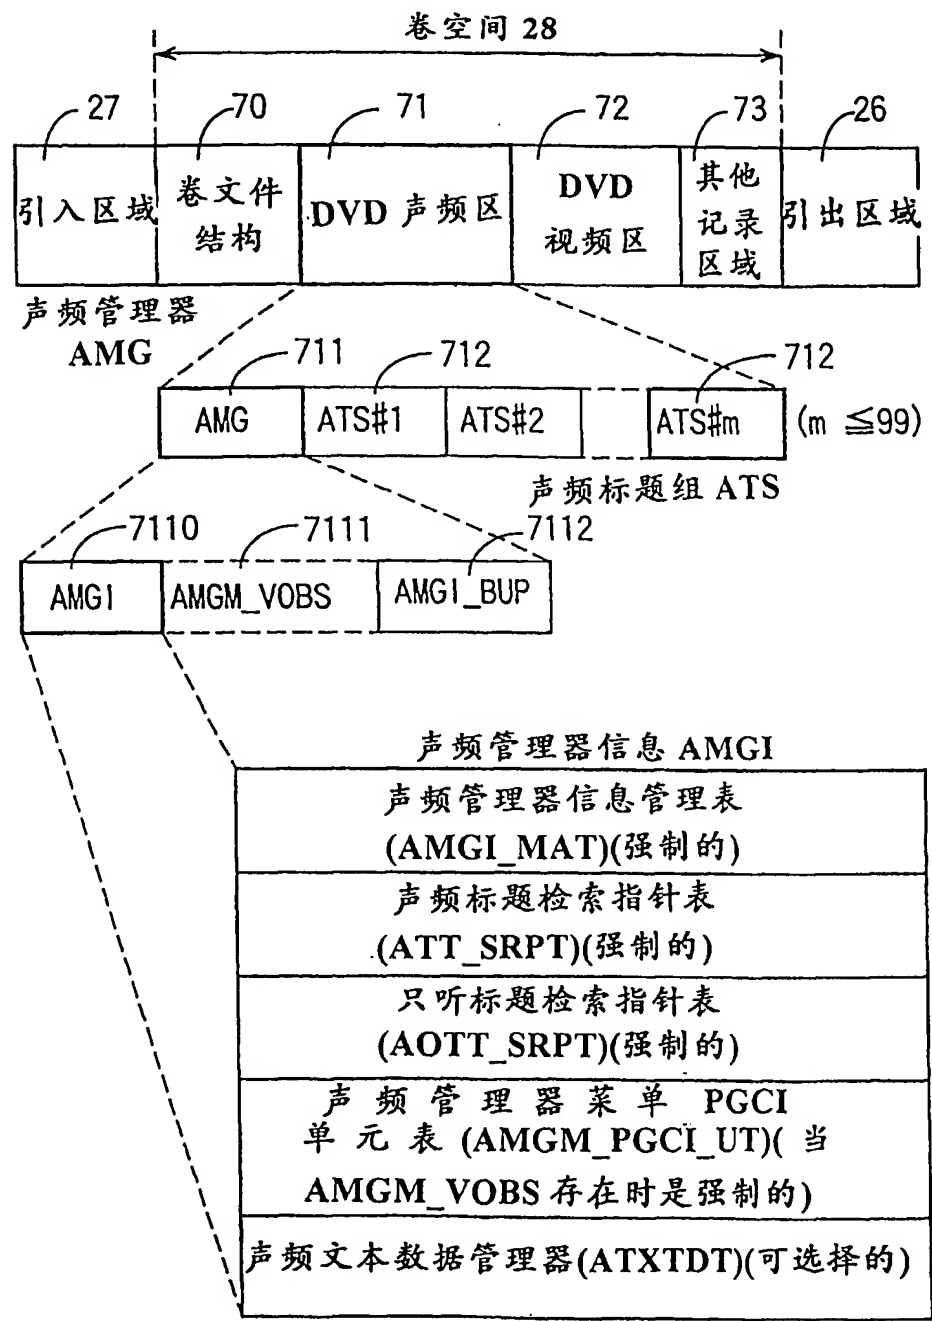 卷空间 28
27
70
71
72
73
26
引入区域
卷文件
结构
DVD 声频区
DVD
视频区
其他
记录
区域
引出区域
声频管理器
AMG
711
712
712
AMG
ATS#1
ATS#2
ATS#m
(m ≦99)
声频标题组 ATS
7110
7111
7112
AMGI
AMGM_VOBS
AMGI_BUP
声频管理器信息 AMGI
声频管理器信息管理表
(AMGI_MAT)(强制的)
声频标题检索指针表
(ATT_SRPT)(强制的)
只听标题检索指针表
(AOTT_SRPT)(强制的)
声频管理器菜单 PGCI
单元表 (AMGM_PGCI_UT)( 当
AMGM_VOBS 存在时是强制的)
声频文本数据管理器(ATXTDT)(可选择的)